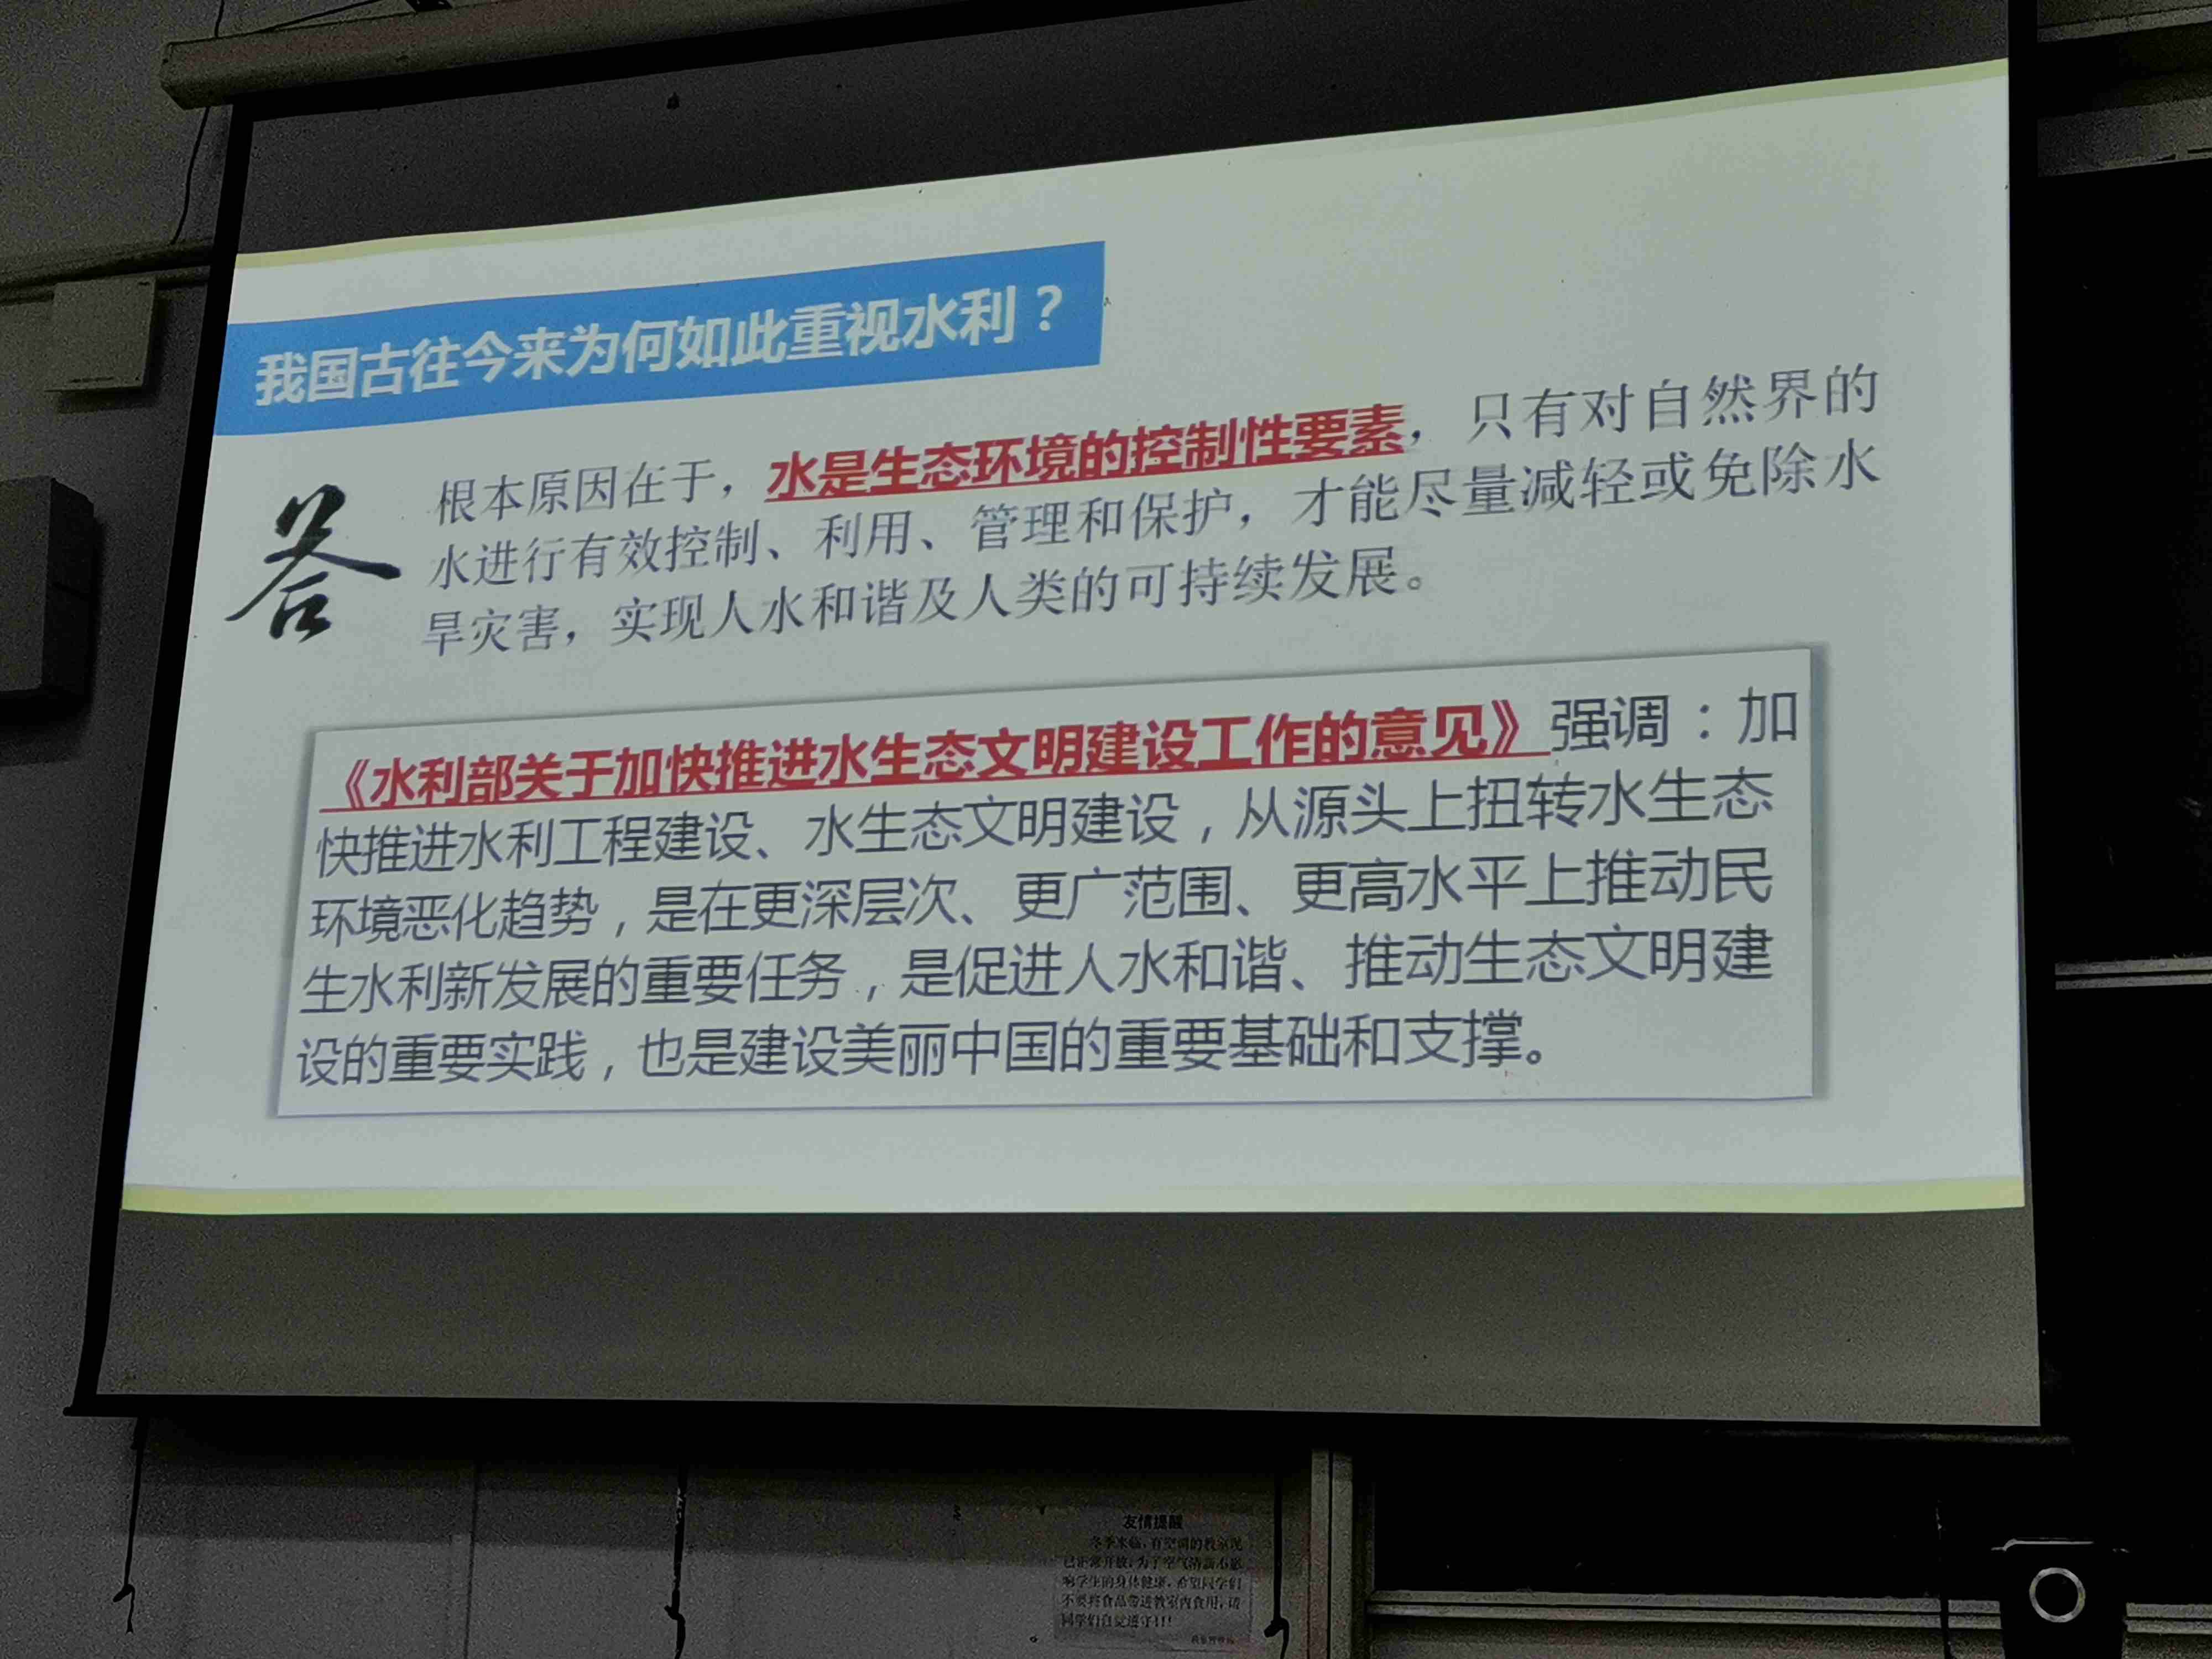 我国古往今来为何如此重视水利？
答
根本原因在于，水是生态环境的控制性要素，只有对自然界的
水进行有效控制、利用、管理和保护，才能尽量减轻或免除水
旱灾害，实现人水和谐及人类的可持续发展。
《水利部关于加快推进水生态文明建设工作的意见》强调：加
快推进水利工程建设、水生态文明建设，从源头上扭转水生态
环境恶化趋势，是在更深层次、更广范围、更高水平上推动民
生水利新发展的重要任务，是促进人水和谐、推动生态文明建
设的重要实践，也是建设美丽中国的重要基础和支撑。
友情提醒
冬季来临，有空调的教室现
已正常开放，为了空气清新不影
响学生的身体健康，希望同学们
不要将食品带进教室内食用，请
同学们自觉遵守！！